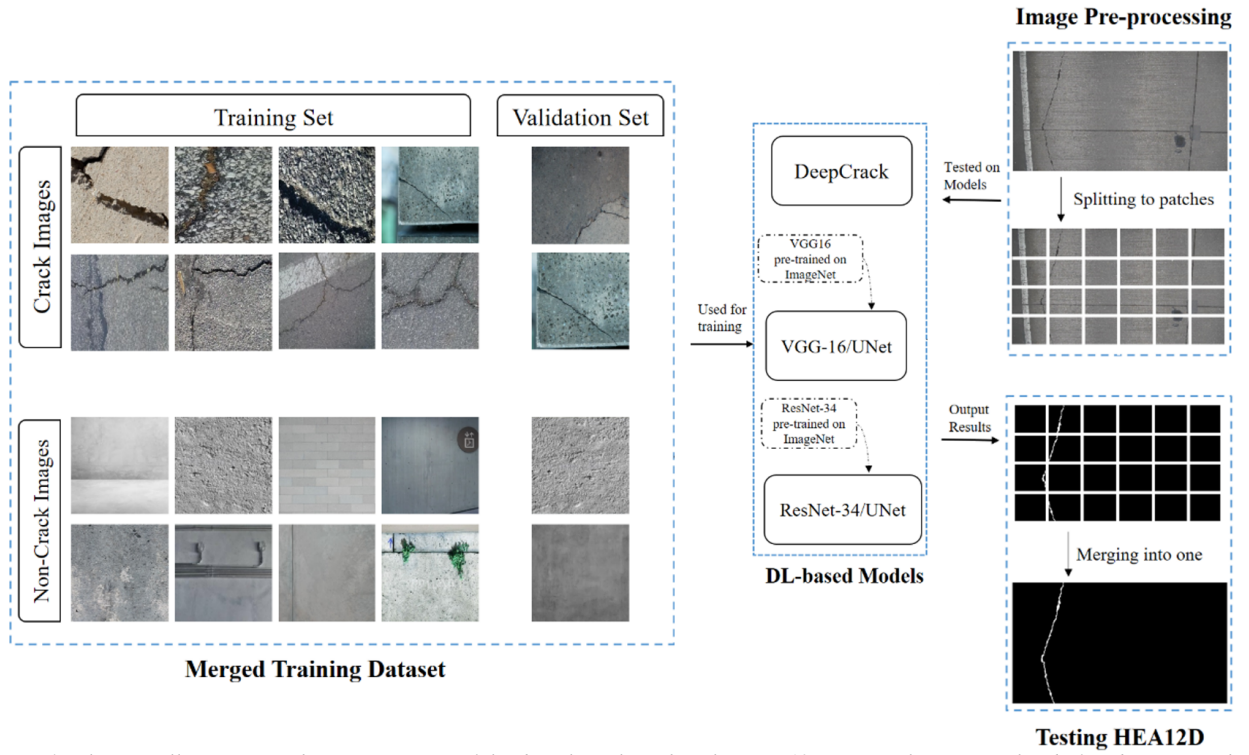 Image Pre-processing
Training Set
Validation Set
Crack Images
Non-Crack Images
Merged Training Dataset
Used for
training
DeepCrack
VGG16
pre-trained on
ImageNet
VGG-16/UNet
ResNet-34
pre-trained on
ImageNet
ResNet-34/UNet
DL-based Models
Tested on
Models
Splitting to patches
Output
Results
Merging into one
Testing HEA12D